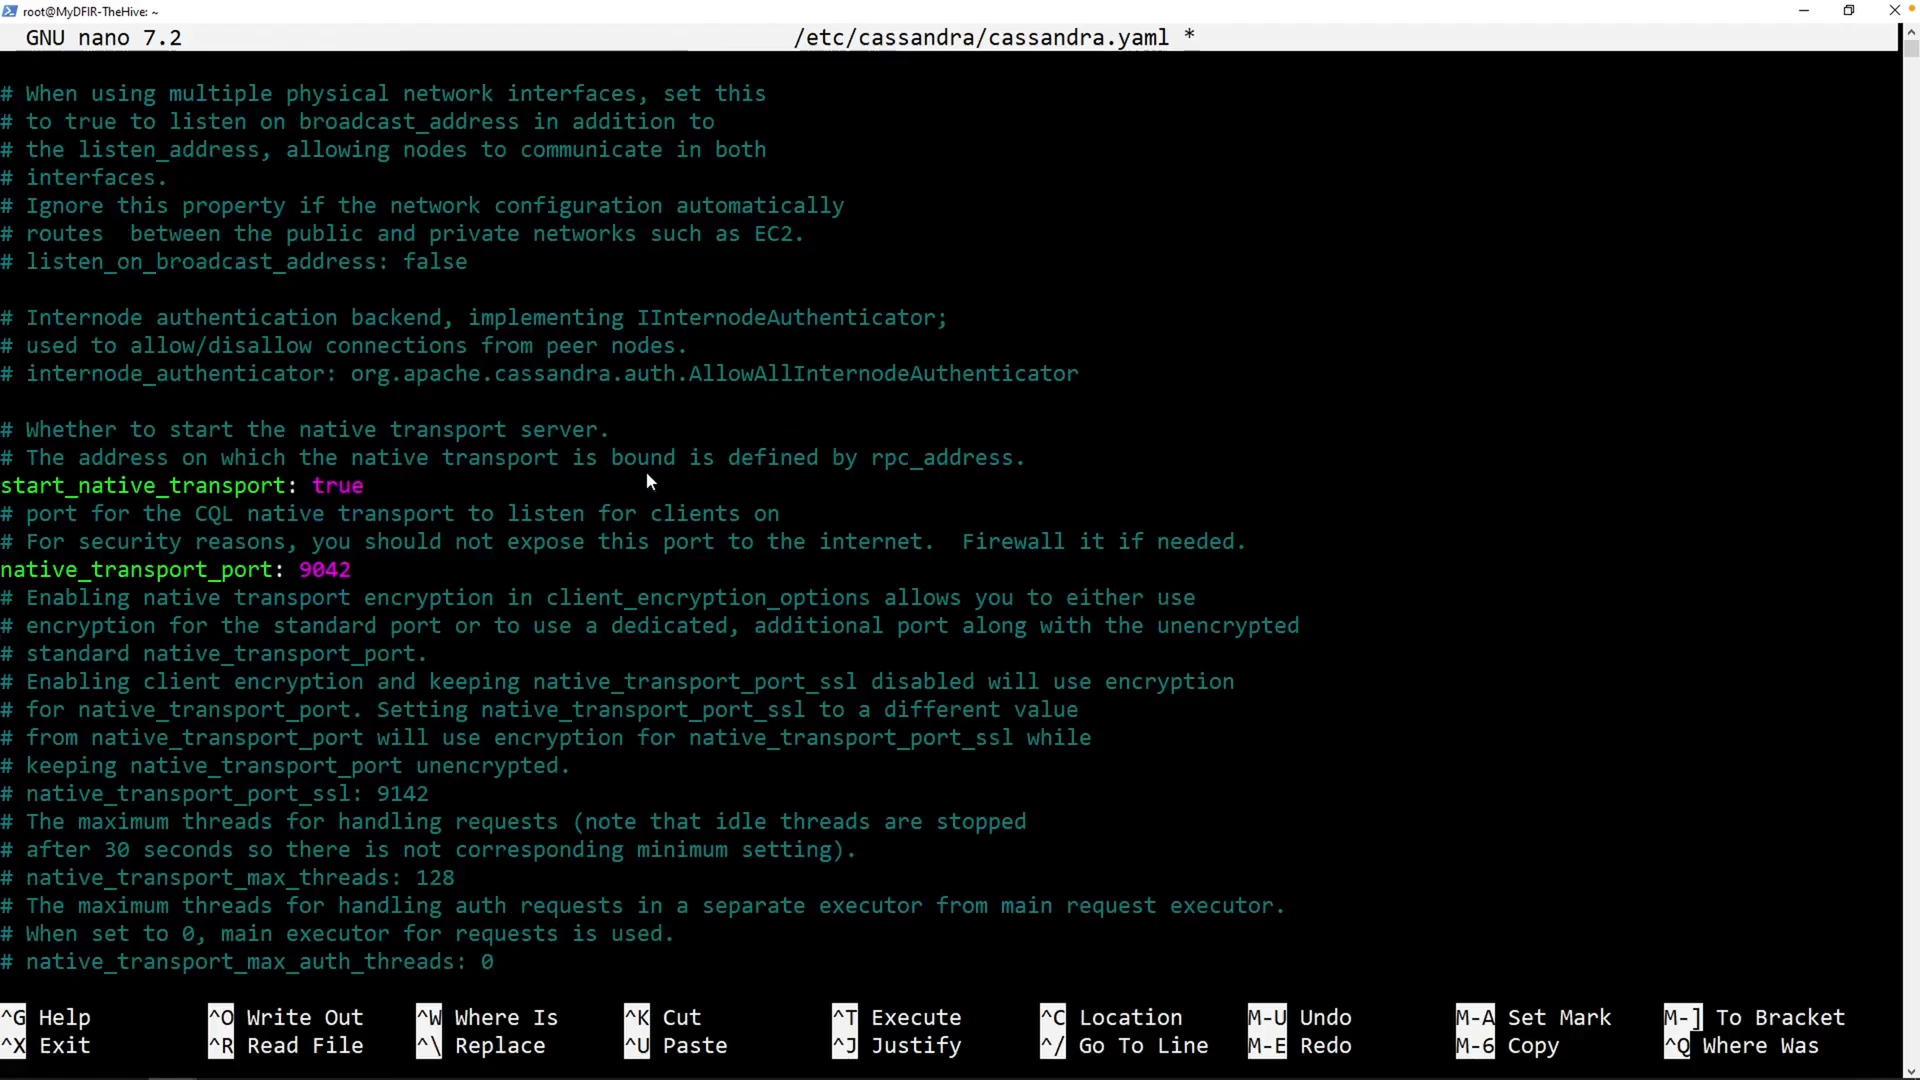 root@MyDFIR-TheHive: ~
GNU nano 7.2 /etc/cassandra/cassandra.yaml *
# When using multiple physical network interfaces, set this
# to true to listen on broadcast_address in addition to
# the listen_address, allowing nodes to communicate in both
# interfaces.
# Ignore this property if the network configuration automatically
# routes  between the public and private networks such as EC2.
# listen_on_broadcast_address: false
# Internode authentication backend, implementing IInternodeAuthenticator;
# used to allow/disallow connections from peer nodes.
# internode_authenticator: org.apache.cassandra.auth.AllowAllInternodeAuthenticator
# Whether to start the native transport server.
# The address on which the native transport is bound is defined by rpc_address.
start_native_transport: true
# port for the CQL native transport to listen for clients on
# For security reasons, you should not expose this port to the internet.  Firewall it if needed.
native_transport_port: 9042
# Enabling native transport encryption in client_encryption_options allows you to either use
# encryption for the standard port or to use a dedicated, additional port along with the unencrypted
# standard native_transport_port.
# Enabling client encryption and keeping native_transport_port_ssl disabled will use encryption
# for native_transport_port. Setting native_transport_port_ssl to a different value
# from native_transport_port will use encryption for native_transport_port_ssl while
# keeping native_transport_port unencrypted.
# native_transport_port_ssl: 9142
# The maximum threads for handling requests (note that idle threads are stopped
# after 30 seconds so there is not corresponding minimum setting).
# native_transport_max_threads: 128
# The maximum threads for handling auth requests in a separate executor from main request executor.
# When set to 0, main executor for requests is used.
# native_transport_max_auth_threads: 0
^G Help ^O Write Out ^W Where Is ^K Cut ^T Execute ^C Location M-U Undo M-A Set Mark M-] To Bracket
^X Exit ^R Read File ^\ Replace ^U Paste ^J Justify ^/ Go To Line M-E Redo M-6 Copy ^Q Where Was